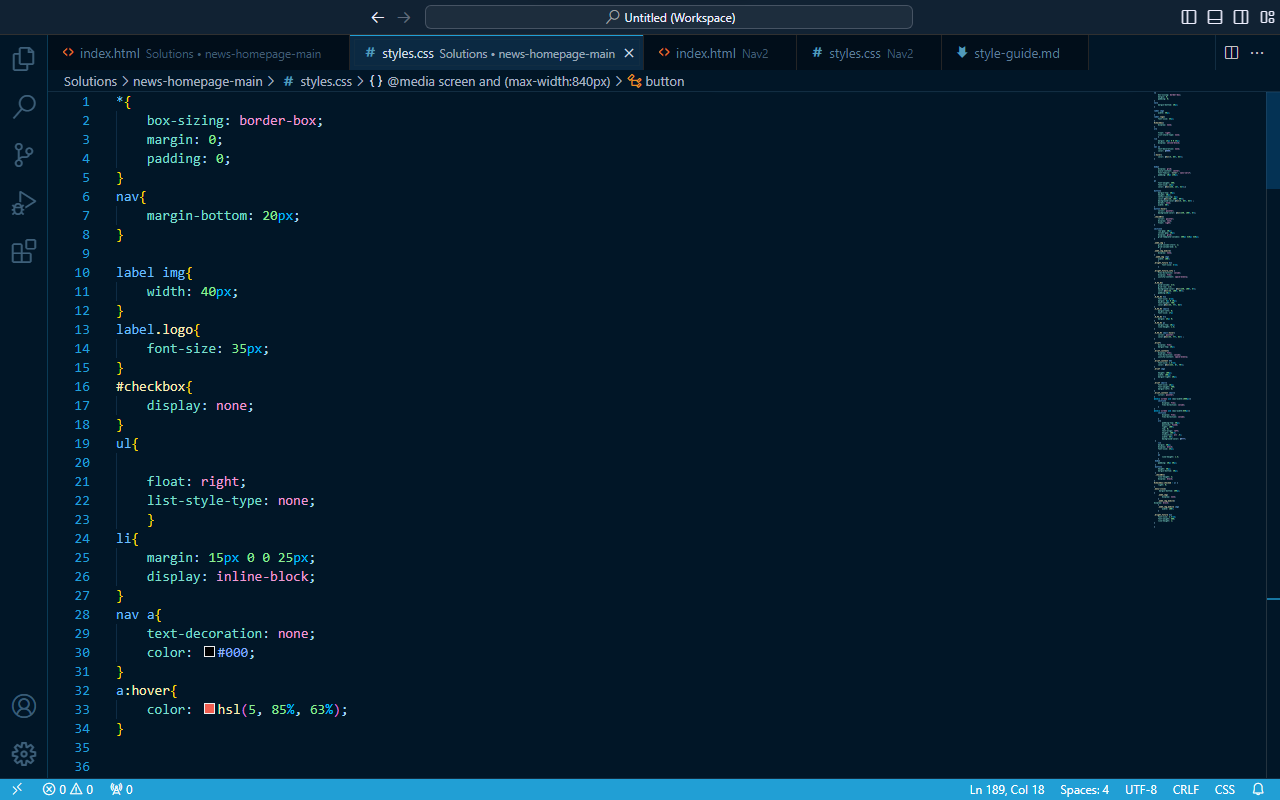 Untitled (Workspace)
index.html Solutions • news-homepage-main
styles.css Solutions • news-homepage-main
index.html Nav2
styles.css Nav2
style-guide.md
Solutions > news-homepage-main > # styles.css > {} @media screen and (max-width:840px) > button
1 *{
2 box-sizing: border-box;
3 margin: 0;
4 padding: 0;
5 }
6 nav{
7 margin-bottom: 20px;
8 }
9
10 label img{
11 width: 40px;
12 }
13 label.logo{
14 font-size: 35px;
15 }
16 #checkbox{
17 display: none;
18 }
19 ul{
20
21 float: right;
22 list-style-type: none;
23 }
24 li{
25 margin: 15px 0 0 25px;
26 display: inline-block;
27 }
28 nav a{
29 text-decoration: none;
30 color: #000;
31 }
32 a:hover{
33 color: hsl(5, 85%, 63%);
34 }
35
36
0 0 0 Ln 189, Col 18 Spaces: 4 UTF-8 CRLF CSS